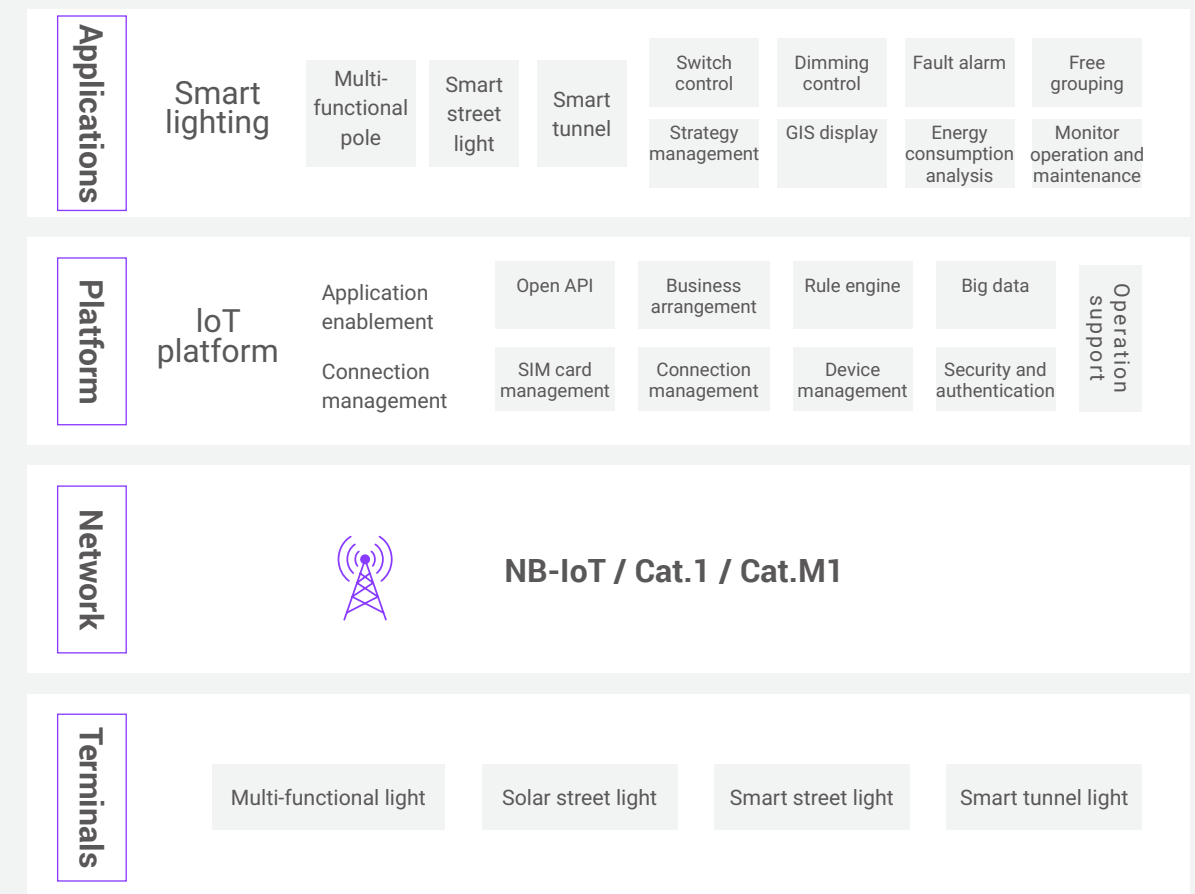 Applications
Smart
lighting
Multi-
functional
pole
Smart
street
light
Smart
tunnel
Switch
control
Dimming
control
Fault alarm
Free
grouping
Strategy
management
GIS display
Energy
consumption
analysis
Monitor
operation and
maintenance
Platform
IoT
platform
Application
enablement
Open API
Business
arrangement
Rule engine
Big data
Connection
management
SIM card
management
Connection
management
Device
management
Security and
authentication
Operation
support
Network
NB-IoT / Cat.1 / Cat.M1
Terminals
Multi-functional light
Solar street light
Smart street light
Smart tunnel light